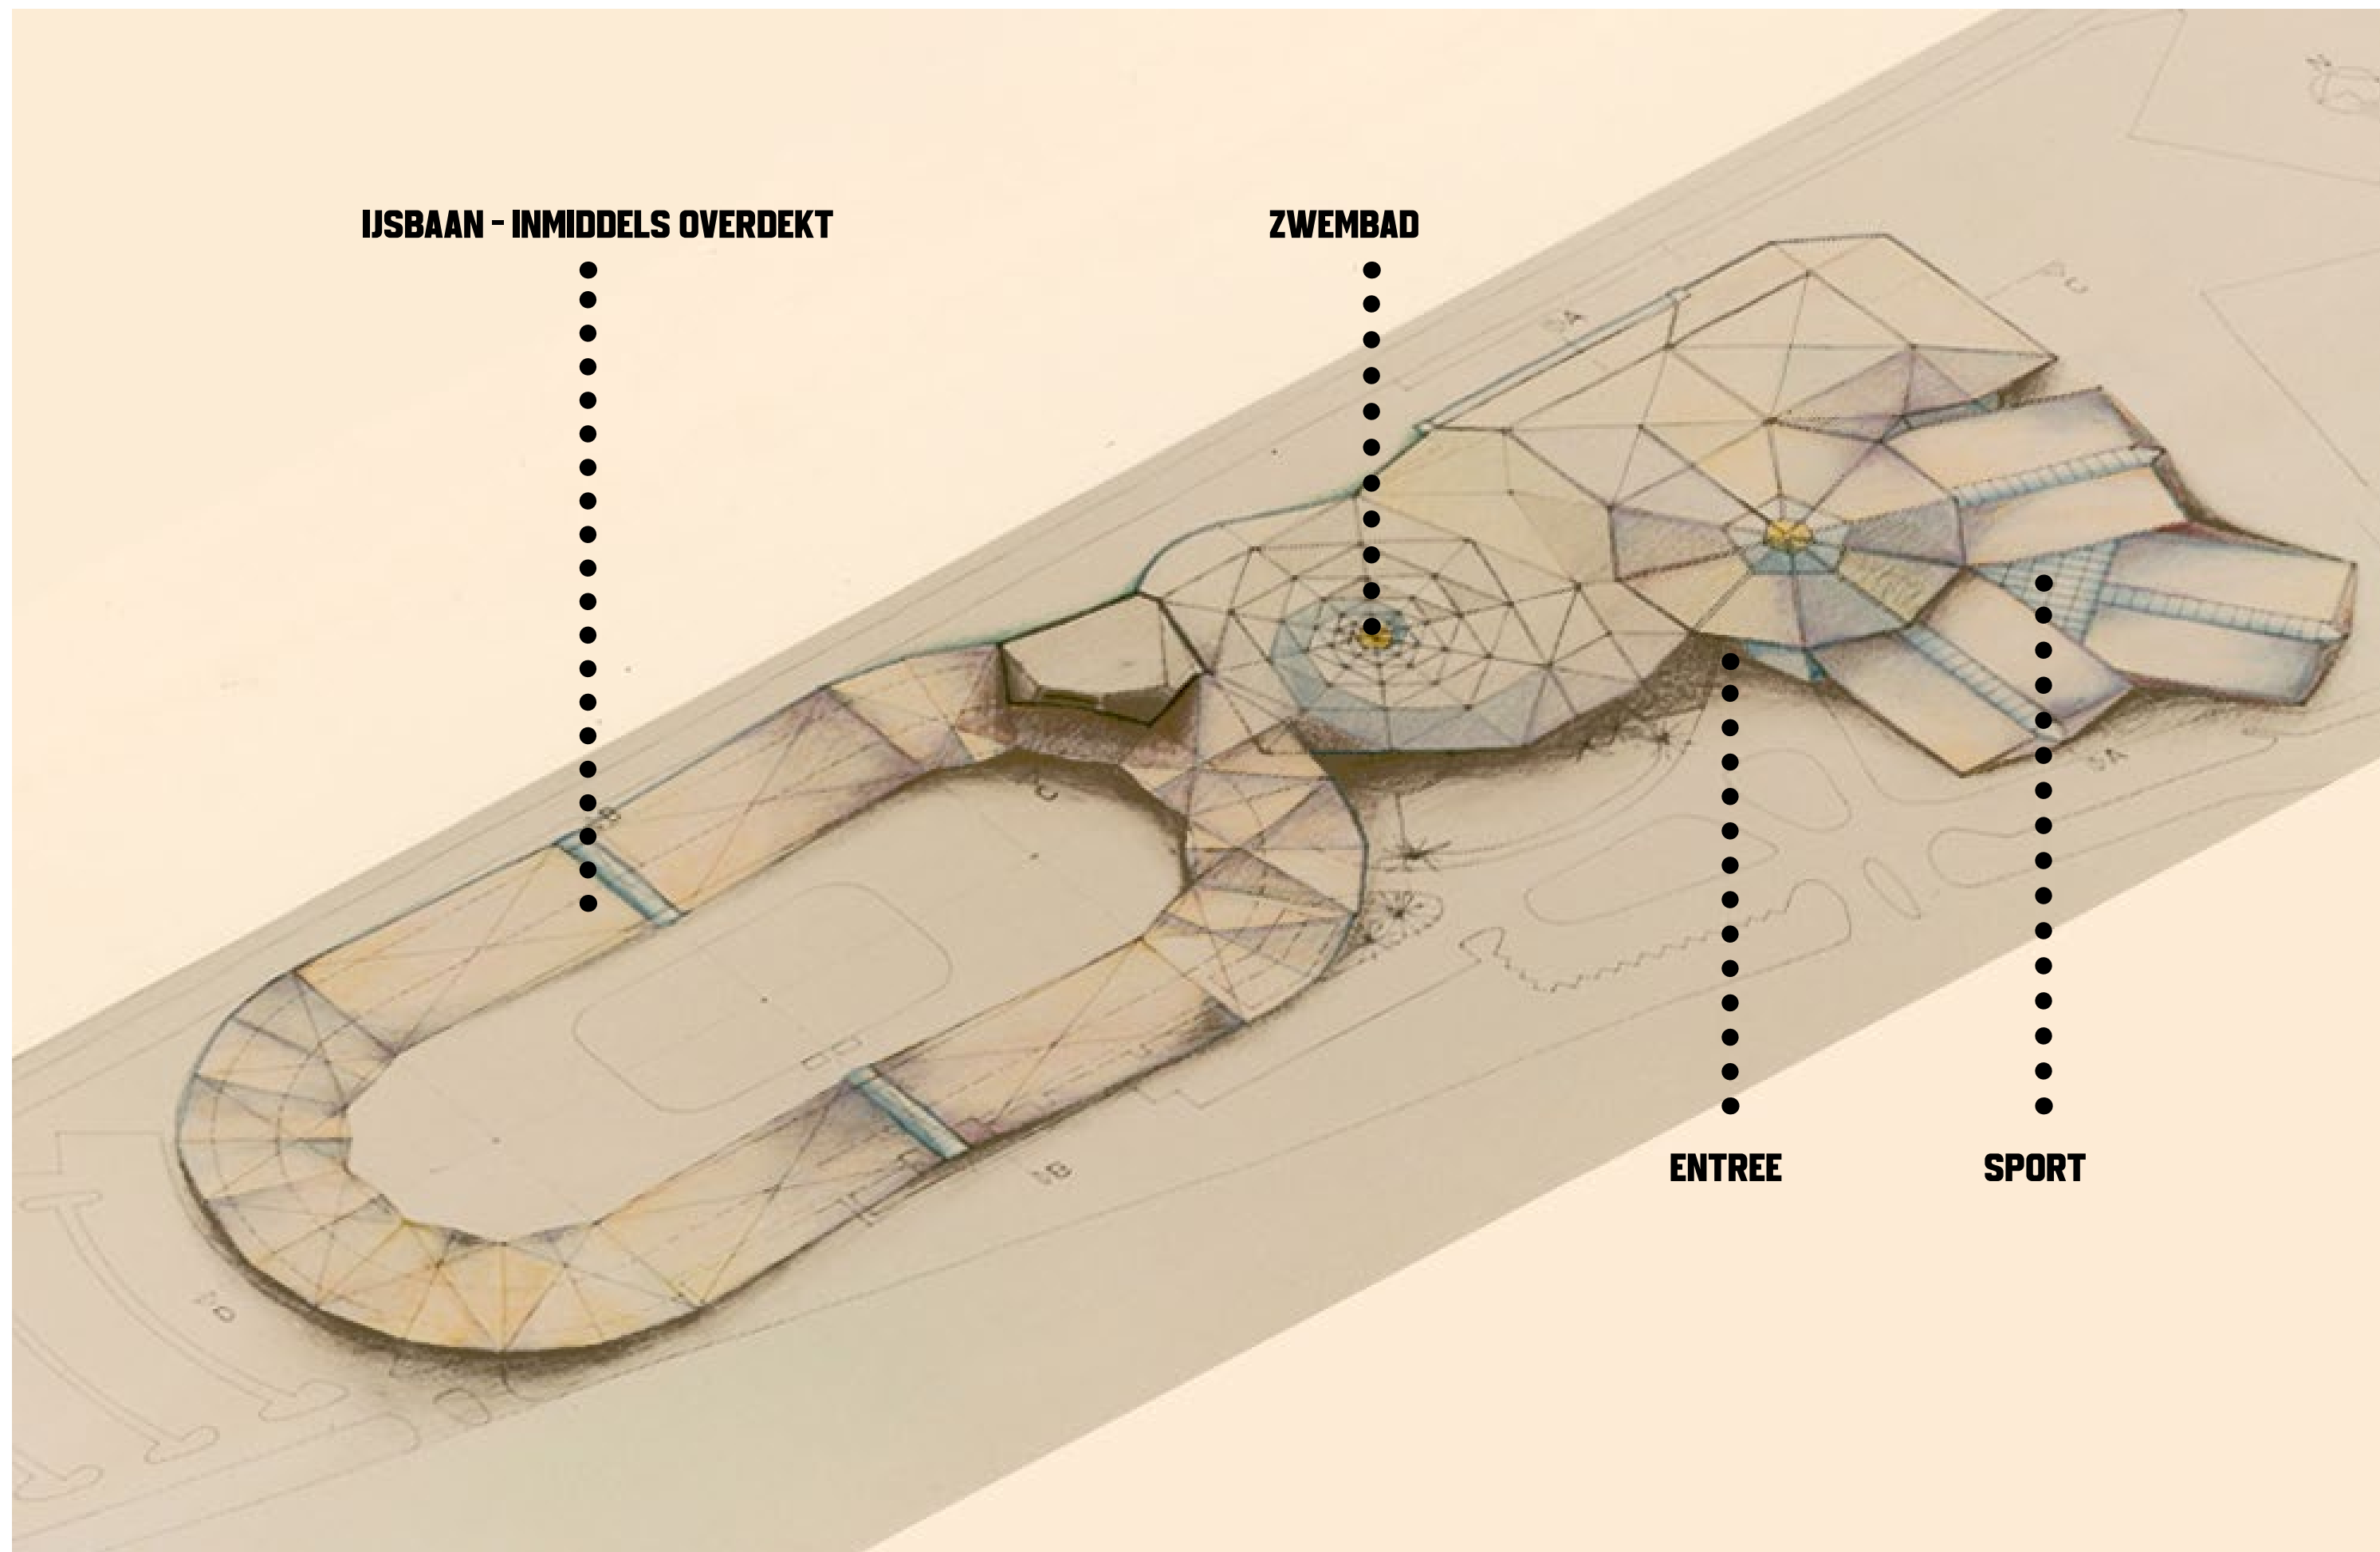 IJSBAAN - INMIDDELS OVERDEKT
ZWEMBAD
ENTREE
SPORT
C